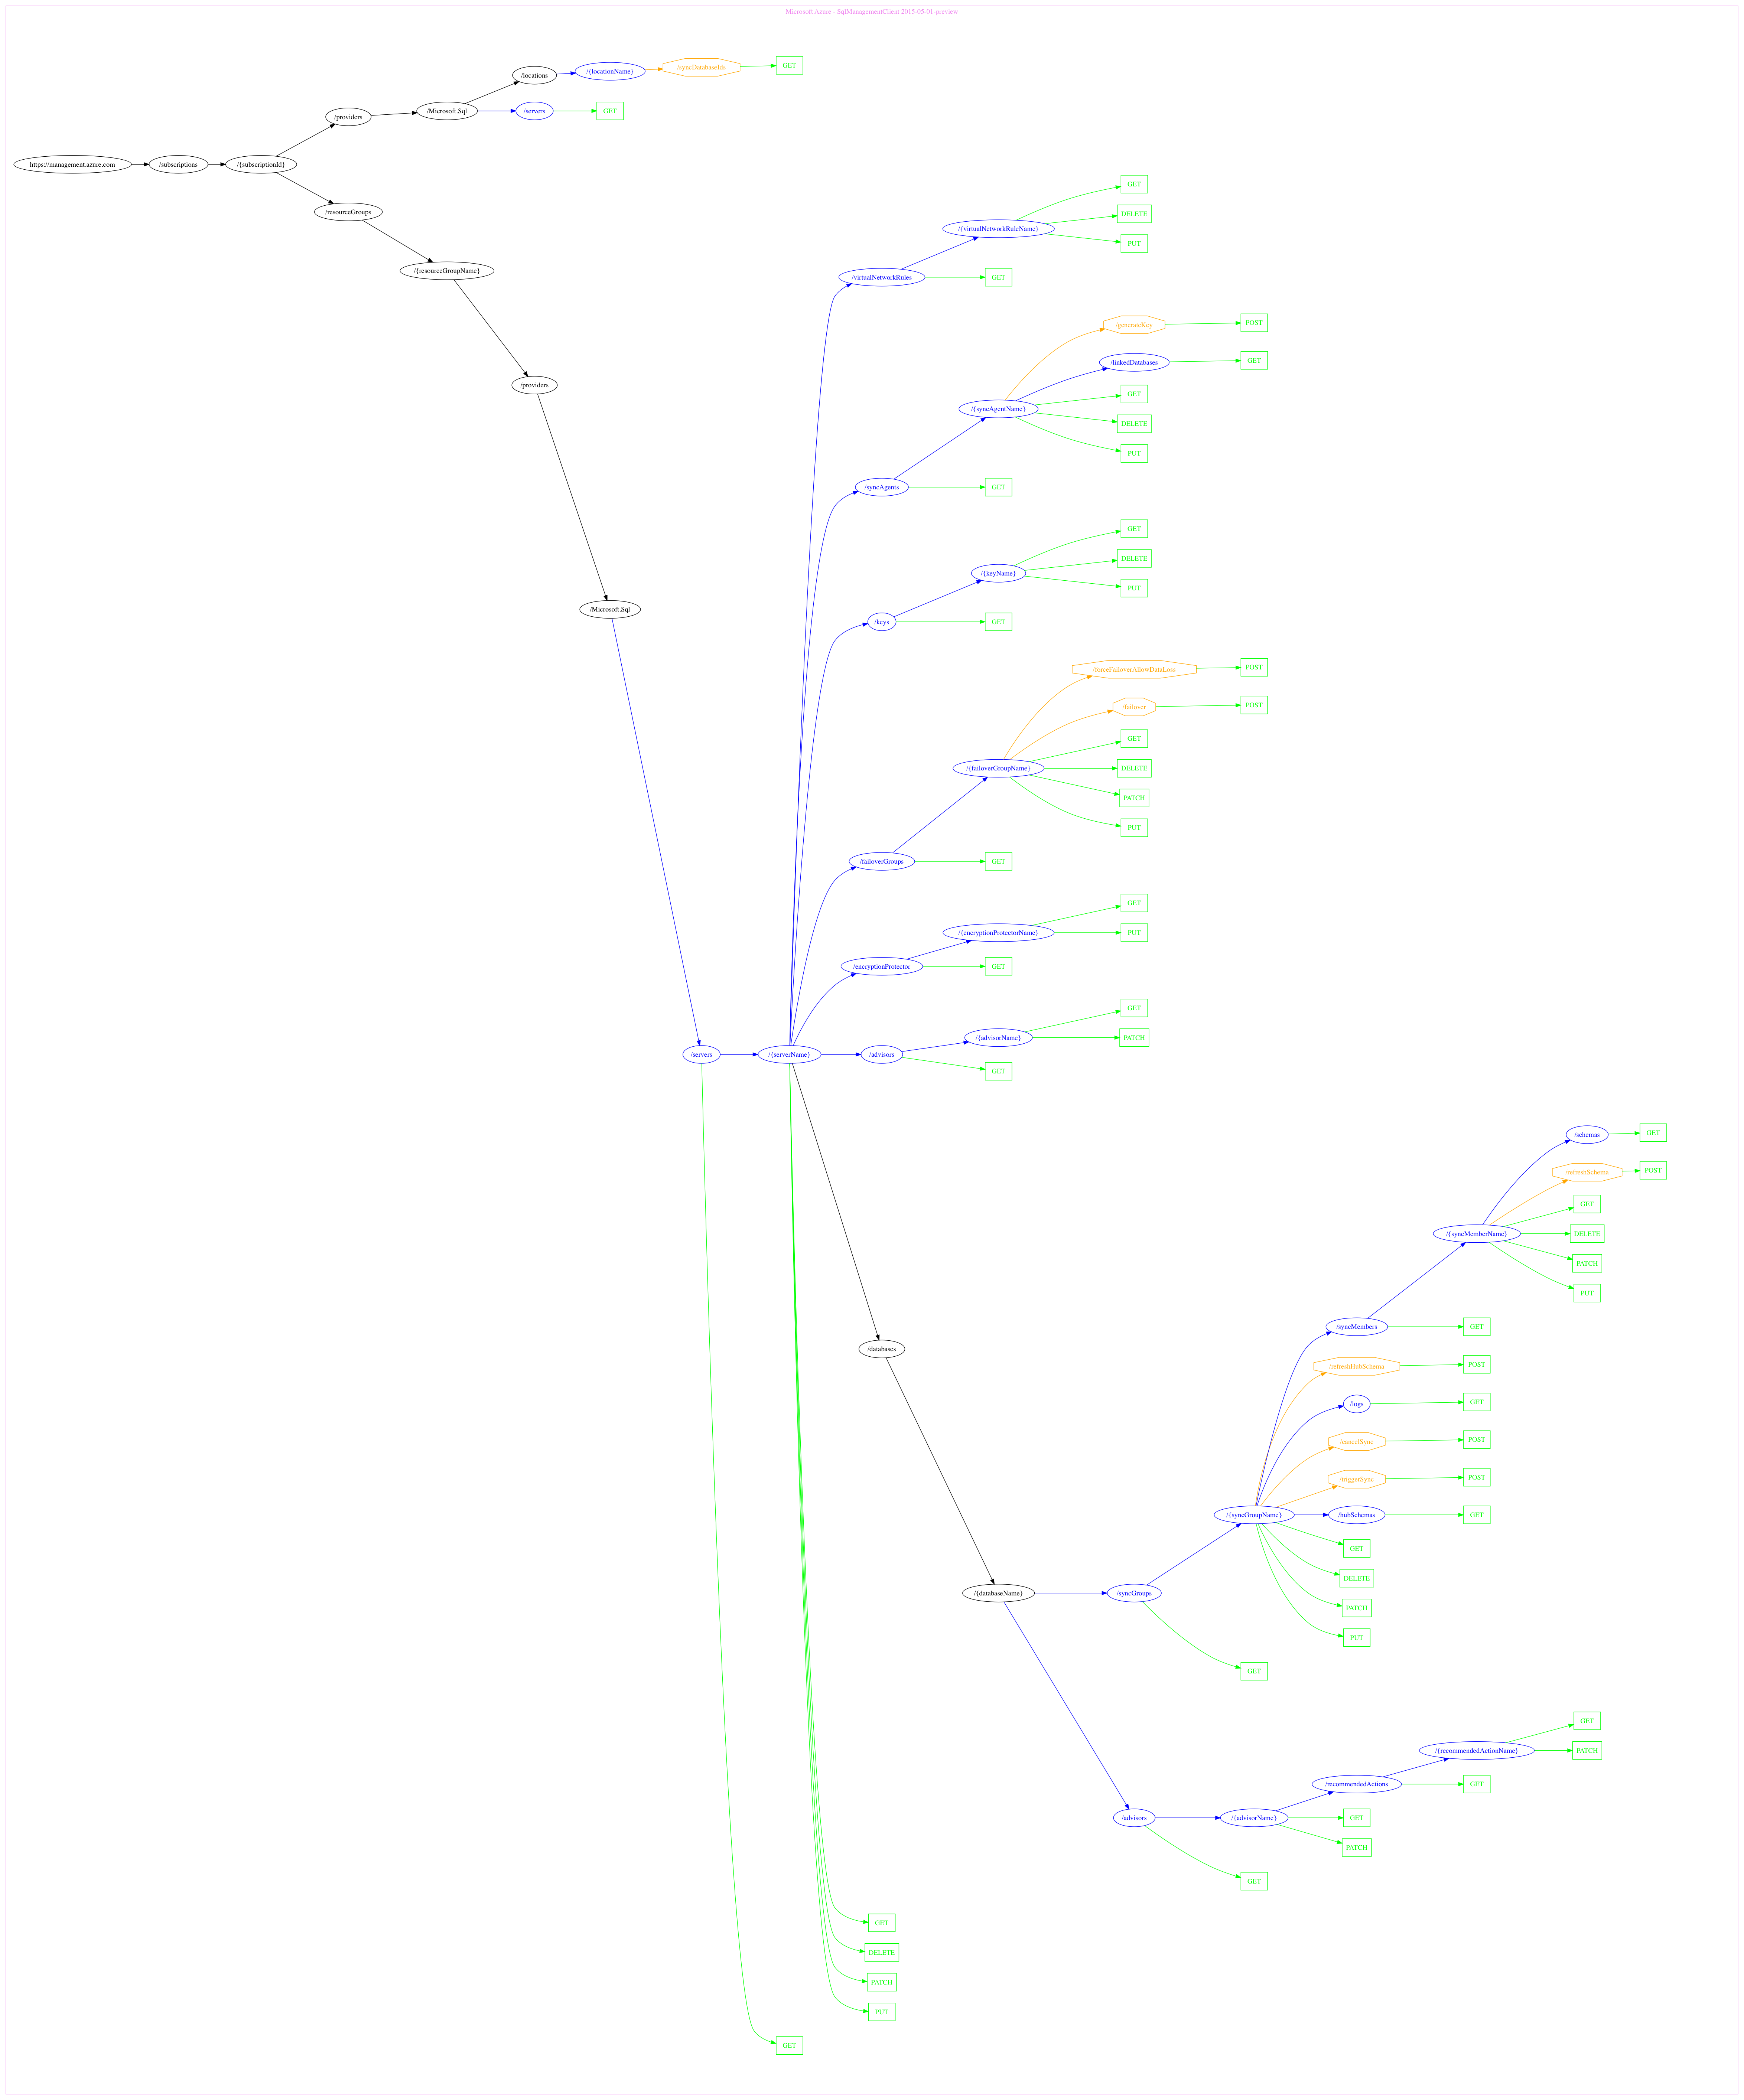 Microsoft Azure - SqlManagementClient 2015-05-01-preview
/syncDatabaseIds
GET
/{locationName}
/locations
/Microsoft.Sql
/servers
GET
/providers
https://management.azure.com
/subscriptions
/{subscriptionId}
/resourceGroups
/{resourceGroupName}
/providers
/Microsoft.Sql
/servers
/{serverName}
/virtualNetworkRules
/{virtualNetworkRuleName}
GET
DELETE
PUT
GET
/syncAgents
/{syncAgentName}
/generateKey
POST
/linkedDatabases
GET
GET
DELETE
PUT
GET
/keys
/{keyName}
GET
DELETE
PUT
GET
/failoverGroups
/{failoverGroupName}
/forceFailoverAllowDataLoss
POST
/failover
POST
GET
DELETE
PATCH
PUT
GET
/encryptionProtector
/{encryptionProtectorName}
GET
PUT
GET
/advisors
/{advisorName}
GET
PATCH
GET
/databases
/{databaseName}
/syncGroups
/{syncGroupName}
/syncMembers
/{syncMemberName}
/schemas
GET
/refreshSchema
POST
GET
DELETE
PATCH
PUT
GET
/refreshHubSchema
POST
/logs
GET
/cancelSync
POST
/triggerSync
POST
/hubSchemas
GET
GET
DELETE
PATCH
PUT
GET
/advisors
/{advisorName}
/recommendedActions
/{recommendedActionName}
GET
PATCH
GET
GET
PATCH
GET
GET
DELETE
PATCH
PUT
GET